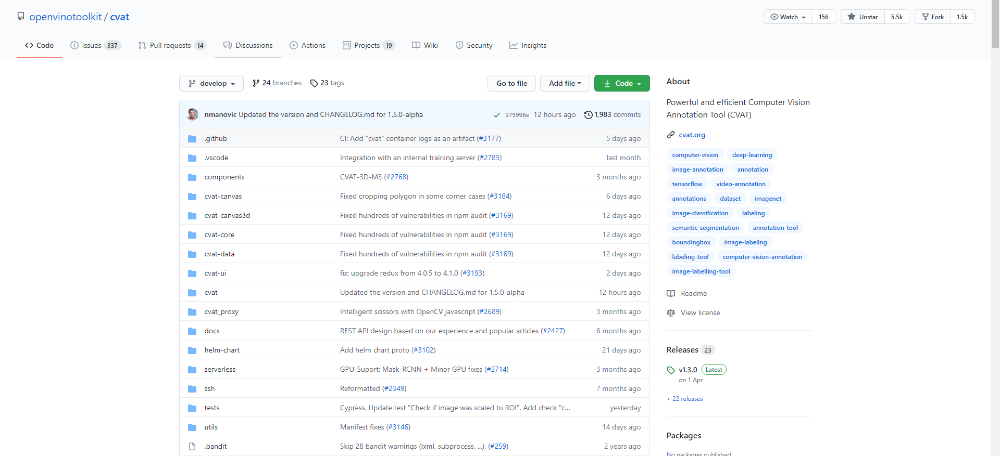 openvinotoolkit / cvat
Watch 156 Unstar 5.5k Fork 1.5k
Code Issues 337 Pull requests 14 Discussions Actions Projects 19 Wiki Security Insights
develop 24 branches 23 tags Go to file Add file Code
nmanovic Updated the version and CHANGELOG.md for 1.5.0-alpha 975996e 12 hours ago 1,983 commits
.github CI: Add "cvat" container logs as an artifact (#3177) 5 days ago
.vscode Integration with an internal training server (#2785) last month
components CVAT-3D-M3 (#2768) 3 months ago
cvat-canvas Fixed cropping polygon in some corner cases (#3184) 6 days ago
cvat-canvas3d Fixed hundreds of vulnerabilities in npm audit (#3169) 12 days ago
cvat-core Fixed hundreds of vulnerabilities in npm audit (#3169) 12 days ago
cvat-data Fixed hundreds of vulnerabilities in npm audit (#3169) 12 days ago
cvat-ui fix: upgrade redux from 4.0.5 to 4.1.0 (#3193) 2 days ago
cvat Updated the version and CHANGELOG.md for 1.5.0-alpha 12 hours ago
cvat_proxy Intelligent scissors with OpenCV javascript (#2689) 3 months ago
docs REST API design based on our experience and popular articles (#2427) 6 months ago
helm-chart Add helm chart proto (#3102) 21 days ago
serverless GPU-Suport: Mask-RCNN + Minor GPU fixes (#2714) 3 months ago
ssh Reformatted (#2349) 7 months ago
tests Cypress. Update test "Check if image was scaled to ROI". Add check "c... yesterday
utils Manifest fixes (#3146) 14 days ago
.bandit Skip 28 bandit warnings (lxml, subprocess, ...). (#259) 2 years ago
About
Powerful and efficient Computer Vision
Annotation Tool (CVAT)
cvat.org
computer-vision deep-learning
image-annotation annotation
tensorflow video-annotation
annotations dataset imagenet
image-classification labeling
semantic-segmentation annotation-tool
boundingbox image-labeling
labeling-tool computer-vision-annotation
image-labelling-tool
Readme
View license
Releases 23
v1.3.0 Latest
on 1 Apr
+ 22 releases
Packages
No packages published